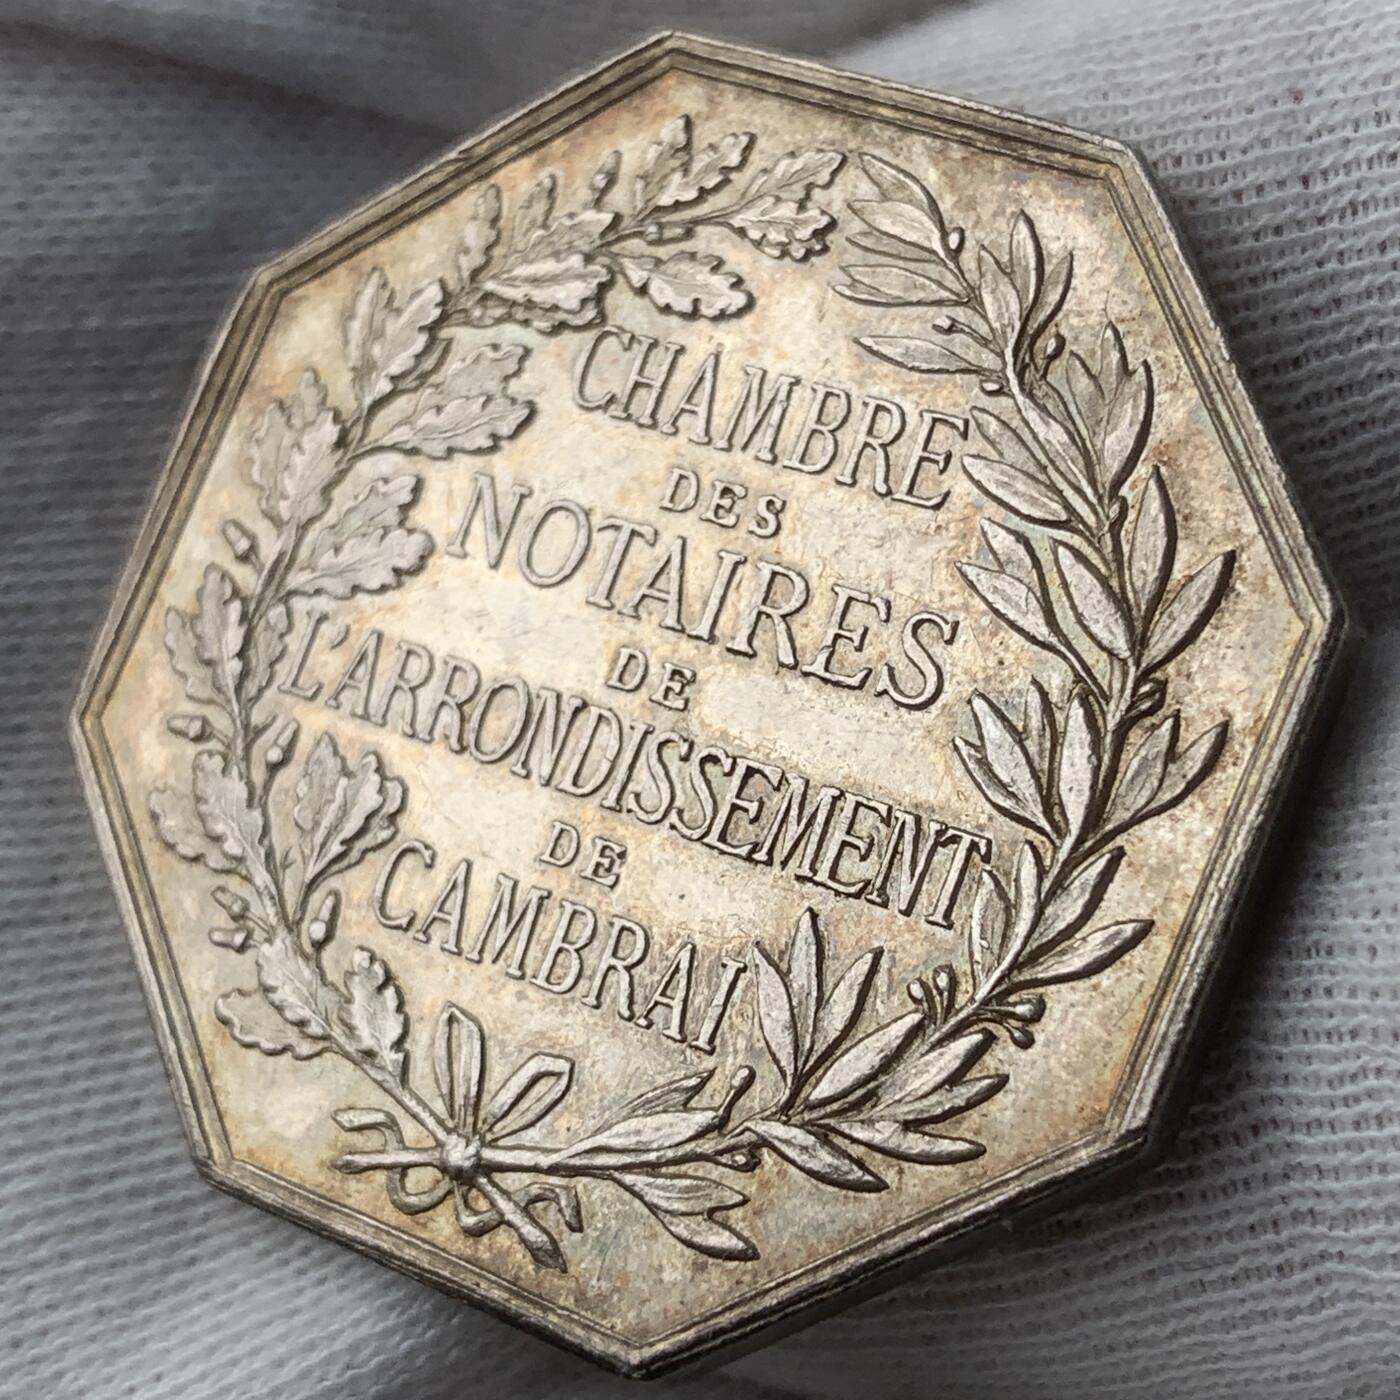 CHAMBRE
DES
NOTAIRES
DE
L'ARRONDISSEMENT
DE
CAMBRAI